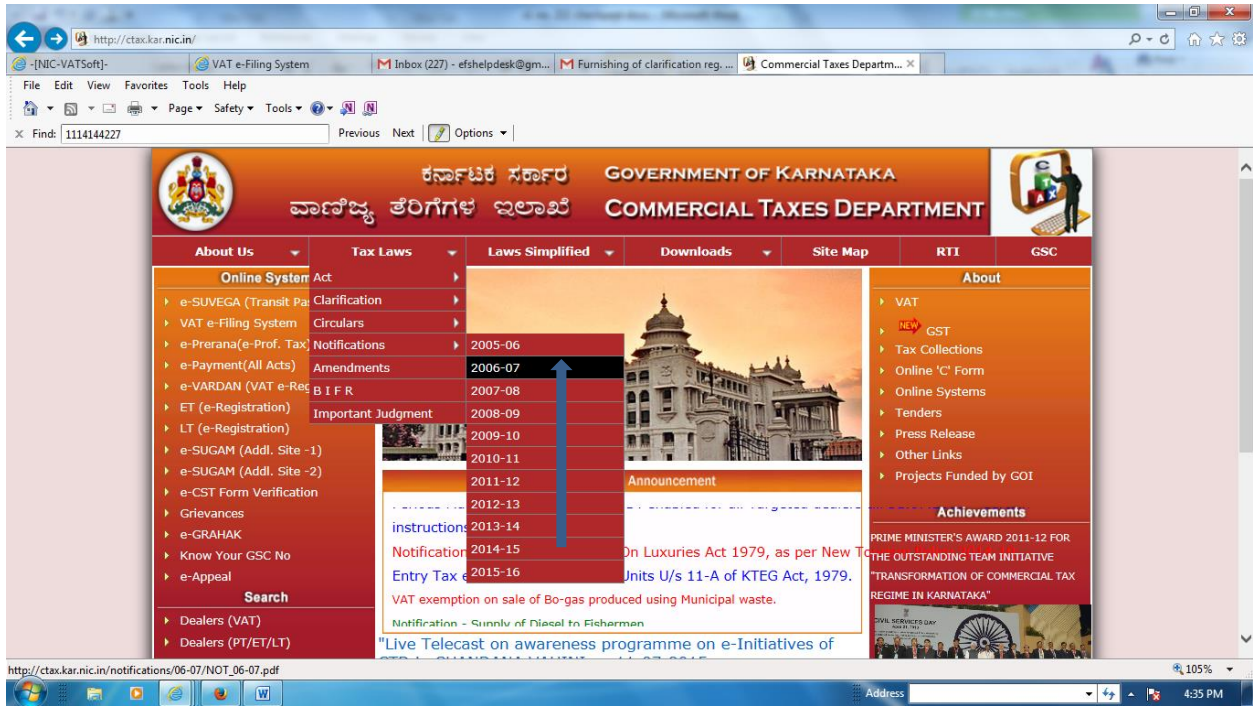 http://ctax.kar.nic.in/
-[NIC-VATSoft]-
VAT e-Filing System
Inbox (227) - efshelpdesk@gm...
Furnishing of clarification reg. ...
Commercial Taxes Departm...
File Edit View Favorites Tools Help
Page Safety Tools
× Find: 1114144227 Previous Next Options
ಕರ್ನಾಟಕ ಸರ್ಕಾರ GOVERNMENT OF KARNATAKA
ವಾಣಿಜ್ಯ ತೆರಿಗೆಗಳ ಇಲಾಖೆ COMMERCIAL TAXES DEPARTMENT
C TAX
About Us Tax Laws Laws Simplified Downloads Site Map RTI GSC
Online System
e-SUVEGA (Transit Pa
VAT e-Filing System
e-Prerana(e-Prof. Tax)
e-Payment(All Acts)
e-VARDAN (VAT e-Reg
ET (e-Registration)
LT (e-Registration)
e-SUGAM (Addl. Site -1)
e-SUGAM (Addl. Site -2)
e-CST Form Verification
Grievances
e-GRAHAK
Know Your GSC No
e-Appeal
Search
Dealers (VAT)
Dealers (PT/ET/LT)
Act
Clarification
Circulars
Notifications
Amendments
B I F R
Important Judgment
2005-06
2006-07
2007-08
2008-09
2009-10
2010-11
2011-12
2012-13
2013-14
2014-15
2015-16
Announcement
instructions
Notification On Luxuries Act 1979, as per New To
Entry Tax e Units U/s 11-A of KTEG Act, 1979.
VAT exemption on sale of Bo-gas produced using Municipal waste.
Notification - Supply of Diesel to Fishermen
"Live Telecast on awareness programme on e-Initiatives of
About
VAT
NEW GST
Tax Collections
Online 'C' Form
Online Systems
Tenders
Press Release
Other Links
Projects Funded by GOI
Achievements
PRIME MINISTER'S AWARD 2011-12 FOR
THE OUTSTANDING TEAM INITIATIVE
"TRANSFORMATION OF COMMERCIAL TAX
REGIME IN KARNATAKA"
CIVIL SERVICES DAY
http://ctax.kar.nic.in/notifications/06-07/NOT_06-07.pdf
105%
Address
4:35 PM